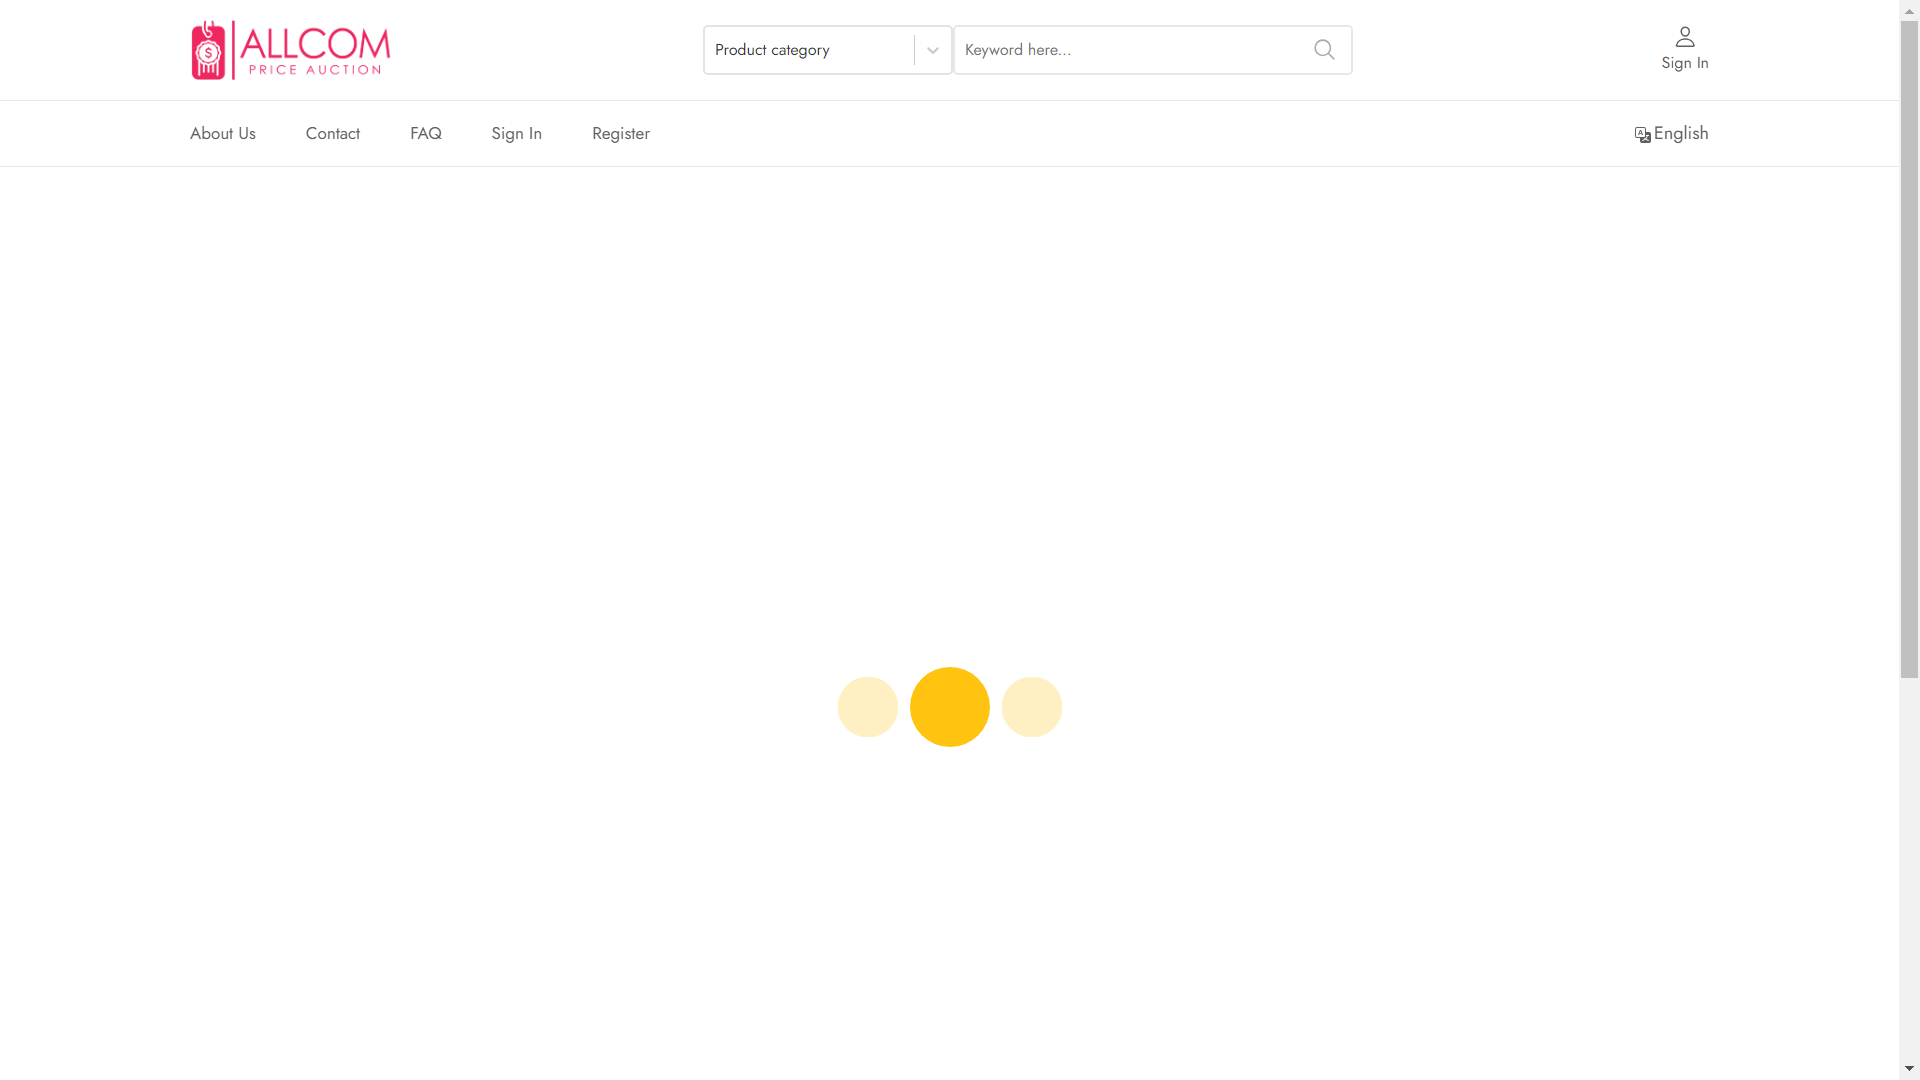 ALLCOM
PRICE AUCTION
Product category
Keyword here...
Sign In
About Us
Contact
FAQ
Sign In
Register
English